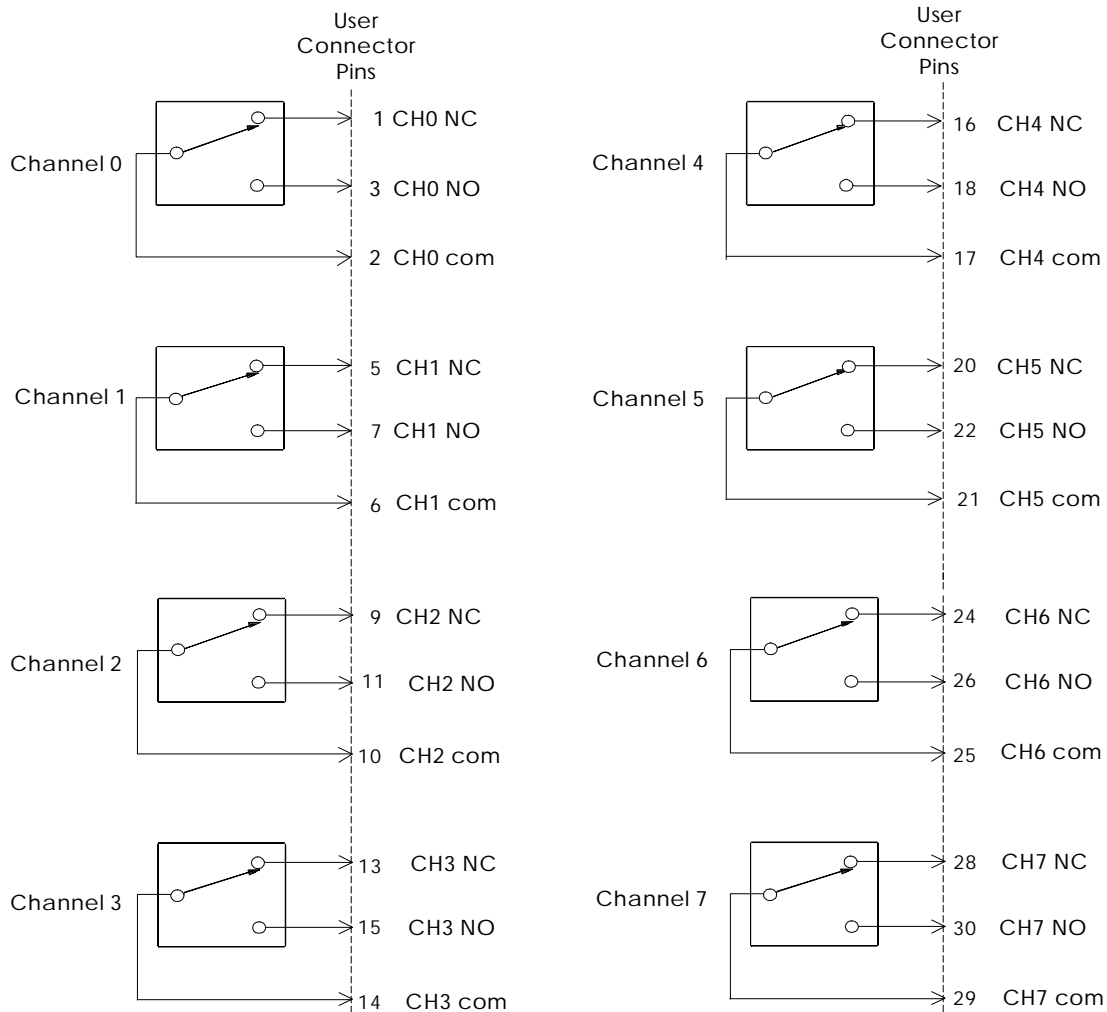 User
Connector
Pins
Channel 0
1 CH0 NC
3 CH0 NO
2 CH0 com
Channel 1
5 CH1 NC
7 CH1 NO
6 CH1 com
Channel 2
9 CH2 NC
11 CH2 NO
10 CH2 com
Channel 3
13 CH3 NC
15 CH3 NO
14 CH3 com
User
Connector
Pins
Channel 4
16 CH4 NC
18 CH4 NO
17 CH4 com
Channel 5
20 CH5 NC
22 CH5 NO
21 CH5 com
Channel 6
24 CH6 NC
26 CH6 NO
25 CH6 com
Channel 7
28 CH7 NC
30 CH7 NO
29 CH7 com